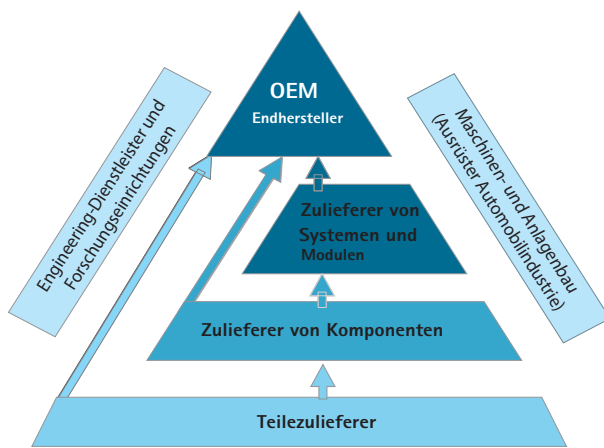 OEM
Endhersteller
Engineering-Dienstleister und
Forschungseinrichtungen
Maschinen- und Anlagenbau
(Ausrüster Automobilindustrie)
Zulieferer von
Systemen und
Modulen
Zulieferer von Komponenten
Teilezulieferer